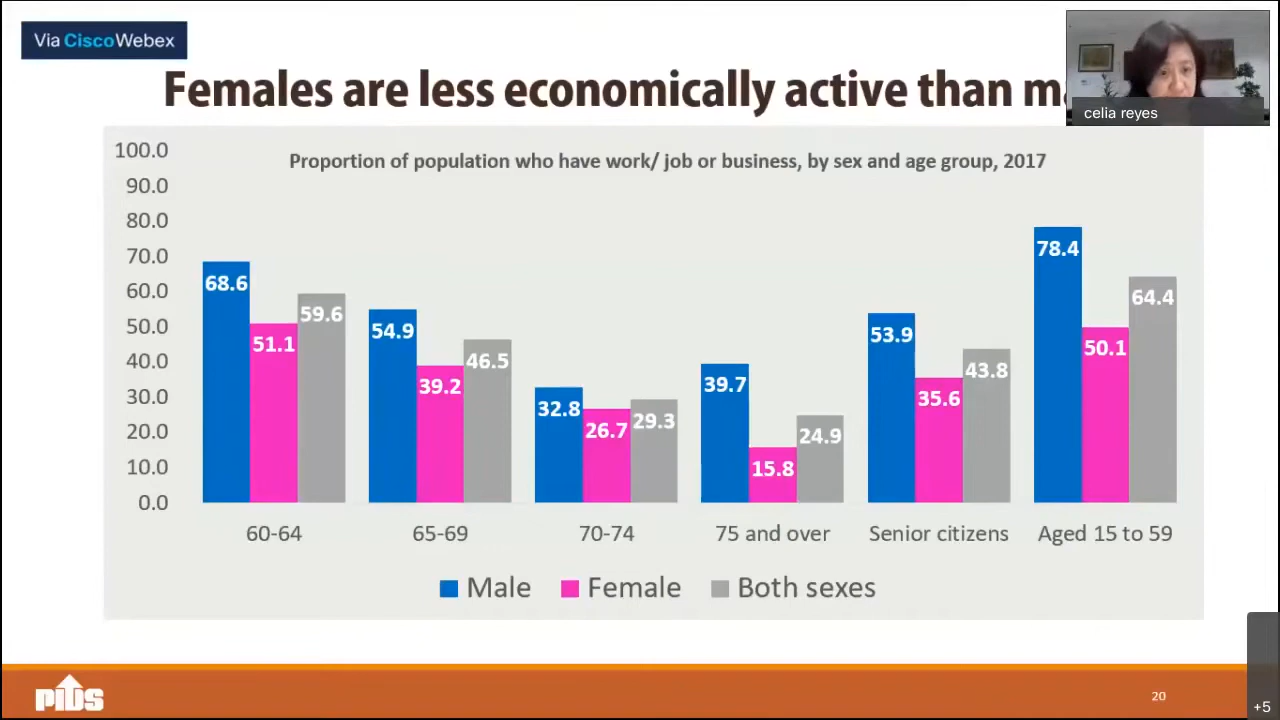 Via Cisco Webex
Females are less economically active than
celia reyes
Proportion of population who have work/ job or business, by sex and age group, 2017
100.0
90.0
80.0
70.0
60.0
50.0
40.0
30.0
20.0
10.0
0.0
68.6 51.1 59.6
54.9 39.2 46.5
32.8 26.7 29.3
39.7 15.8 24.9
53.9 35.6 43.8
78.4 50.1 64.4
60-64 65-69 70-74 75 and over Senior citizens Aged 15 to 59
Male Female Both sexes
pids
20
+5